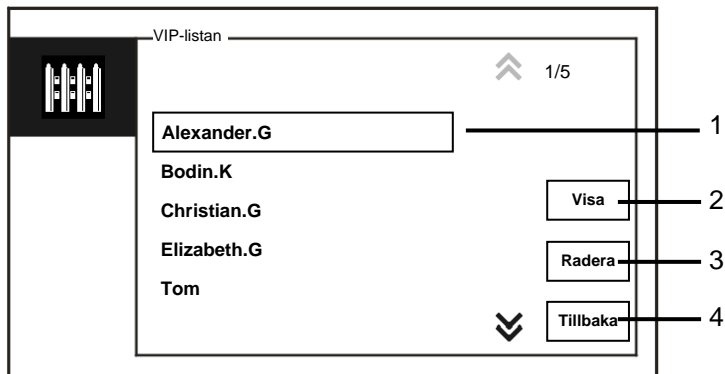 VIP-listan
1/5
Alexander.G
1
Bodin.K
Visa
2
Christian.G
Elizabeth.G
Radera
3
Tom
Tillbaka
4